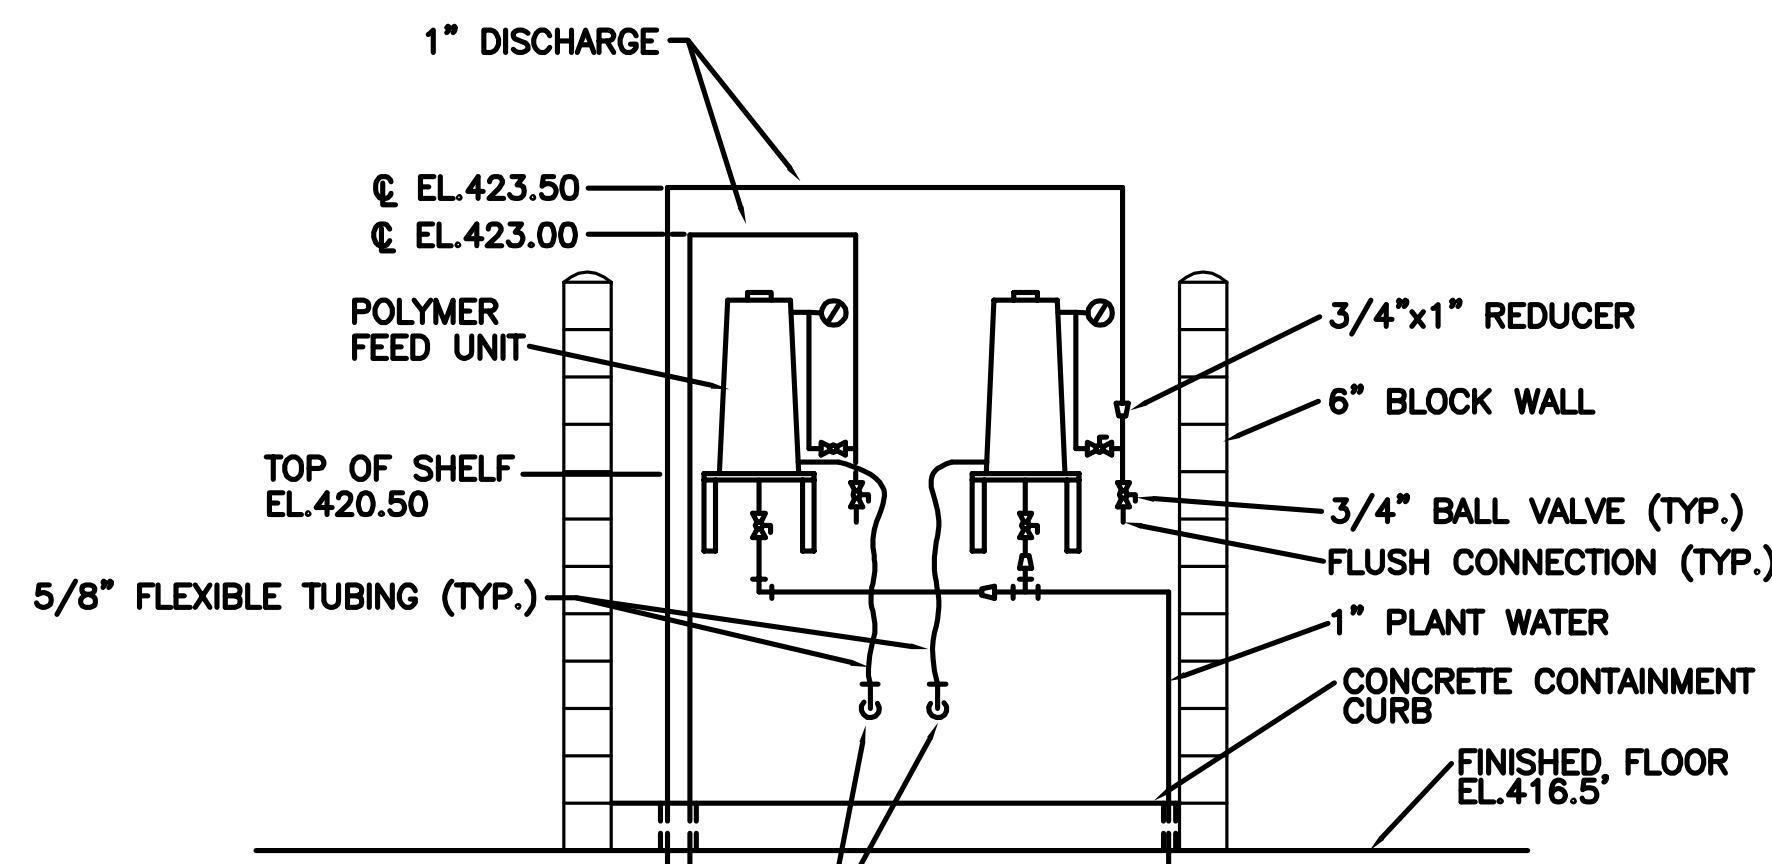 1" DISCHARGE
℄ EL.423.50
℄ EL.423.00
POLYMER
FEED UNIT
TOP OF SHELF
EL.420.50
5/8" FLEXIBLE TUBING (TYP.)
3/4"x1" REDUCER
6" BLOCK WALL
3/4" BALL VALVE (TYP.)
FLUSH CONNECTION (TYP.)
1" PLANT WATER
CONCRETE CONTAINMENT
CURB
FINISHED FLOOR
EL.416.5'